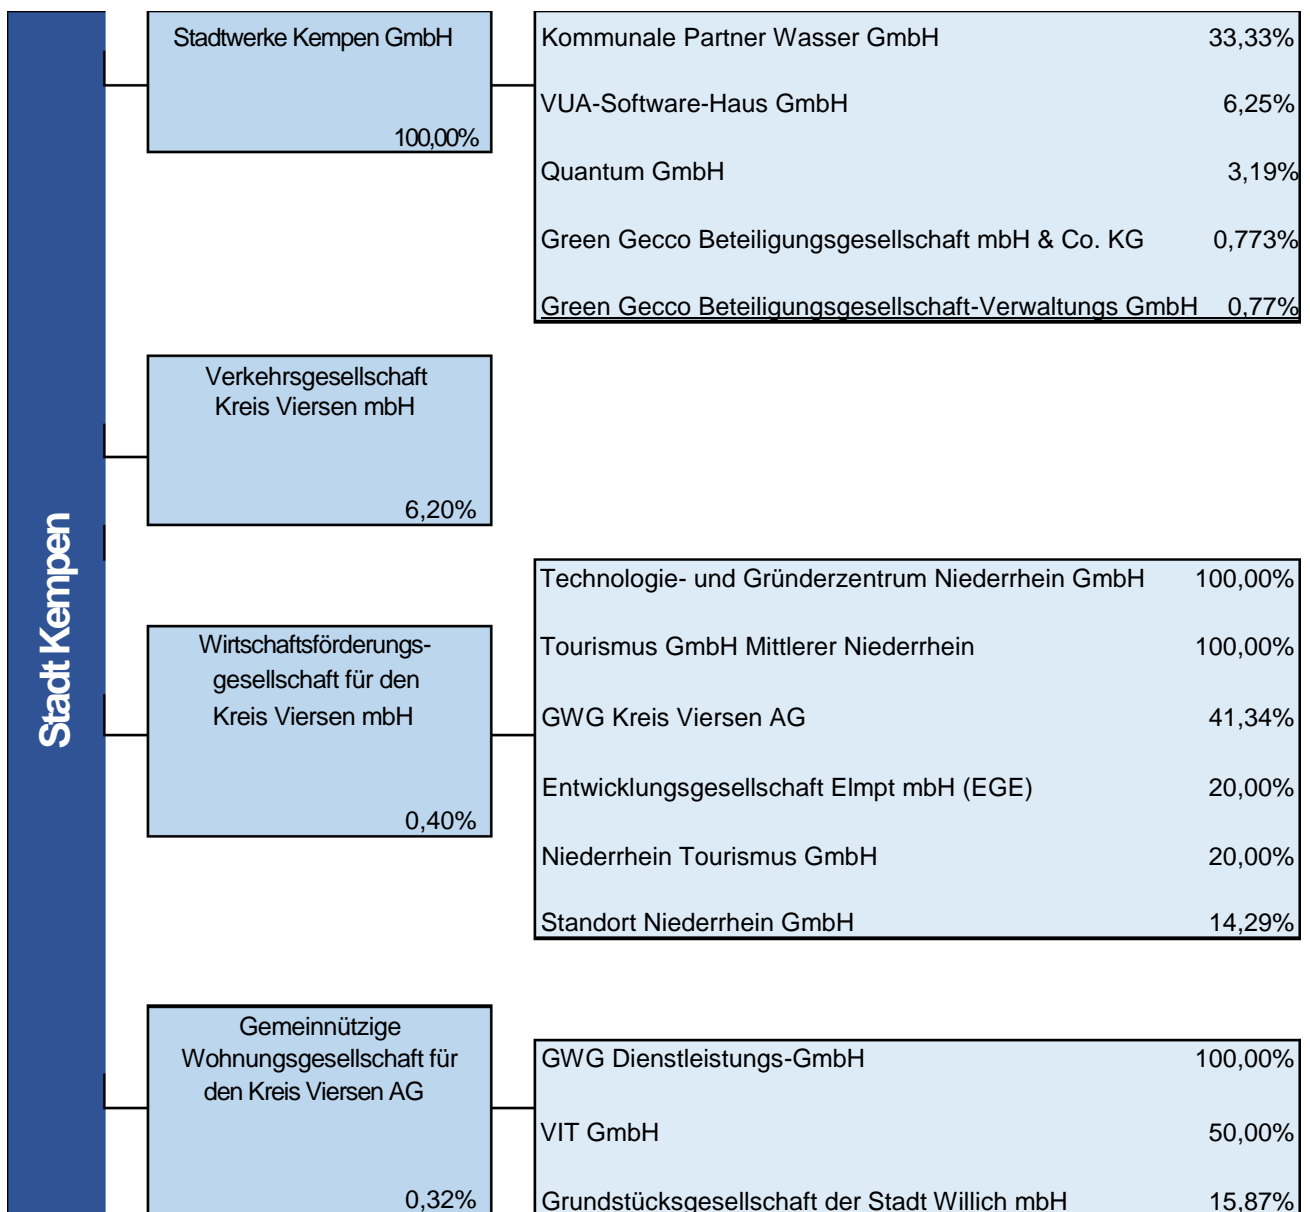 Stadt Kempen
Stadtwerke Kempen GmbH
100,00%
Kommunale Partner Wasser GmbH 33,33%
VUA-Software-Haus GmbH 6,25%
Quantum GmbH 3,19%
Green Gecco Beteiligungsgesellschaft mbH & Co. KG 0,773%
Green Gecco Beteiligungsgesellschaft-Verwaltungs GmbH 0,77%
Verkehrsgesellschaft
Kreis Viersen mbH
6,20%
Wirtschaftsförderungs-
gesellschaft für den
Kreis Viersen mbH
0,40%
Technologie- und Gründerzentrum Niederrhein GmbH 100,00%
Tourismus GmbH Mittlerer Niederrhein 100,00%
GWG Kreis Viersen AG 41,34%
Entwicklungsgesellschaft Elmpt mbH (EGE) 20,00%
Niederrhein Tourismus GmbH 20,00%
Standort Niederrhein GmbH 14,29%
Gemeinnützige
Wohnungsgesellschaft für
den Kreis Viersen AG
0,32%
GWG Dienstleistungs-GmbH 100,00%
VIT GmbH 50,00%
Grundstücksgesellschaft der Stadt Willich mbH 15,87%